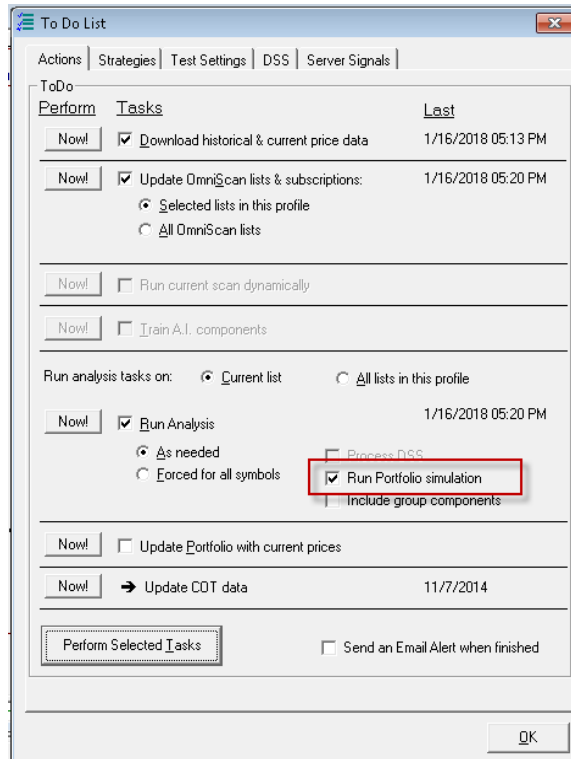 To Do List
Actions Strategies Test Settings DSS Server Signals
ToDo
Perform Tasks Last
Now! Download historical & current price data 1/16/2018 05:13 PM
Now! Update OmniScan lists & subscriptions: 1/16/2018 05:20 PM
Selected lists in this profile
All OmniScan lists
Now! Run current scan dynamically
Now! Train A.I. components
Run analysis tasks on: Current list All lists in this profile
1/16/2018 05:20 PM
Now! Run Analysis
As needed Process DSS
Forced for all symbols Run Portfolio simulation
Include group components
Now! Update Portfolio with current prices
Now! Update COT data 11/7/2014
Perform Selected Tasks Send an Email Alert when finished
OK